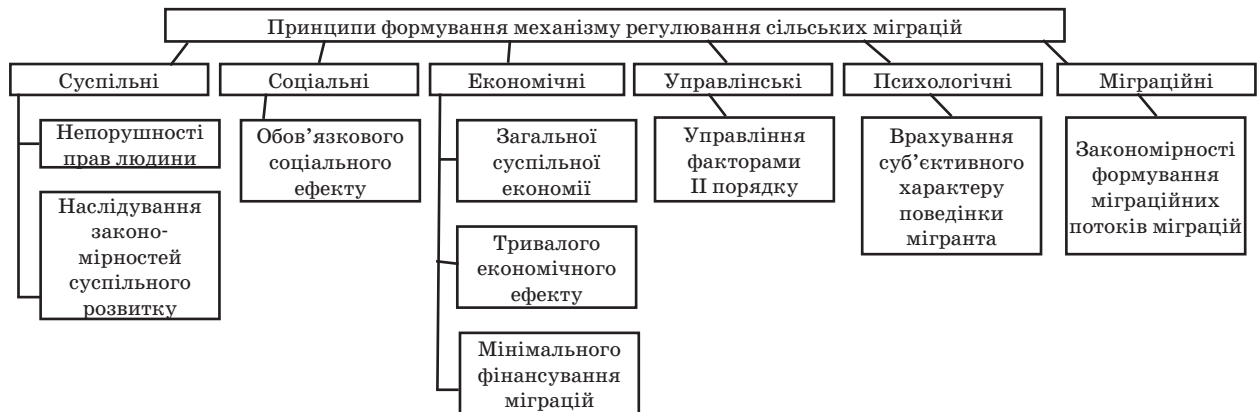 Принципи формування механізму регулювання сільських міграцій
Суспільні
Соціальні
Економічні
Управлінські
Психологічні
Міграційні
Непорушності
прав людини
Наслідування
законо-
мірностей
суспільного
розвитку
Обов’язкового
соціального
ефекту
Загальної
суспільної
економії
Тривалого
економічного
ефекту
Мінімального
фінансування
міграцій
Управління
факторами
II порядку
Врахування
суб’єктивного
характеру
поведінки
мігранта
Закономірності
формування
міграційних
потоків міграцій